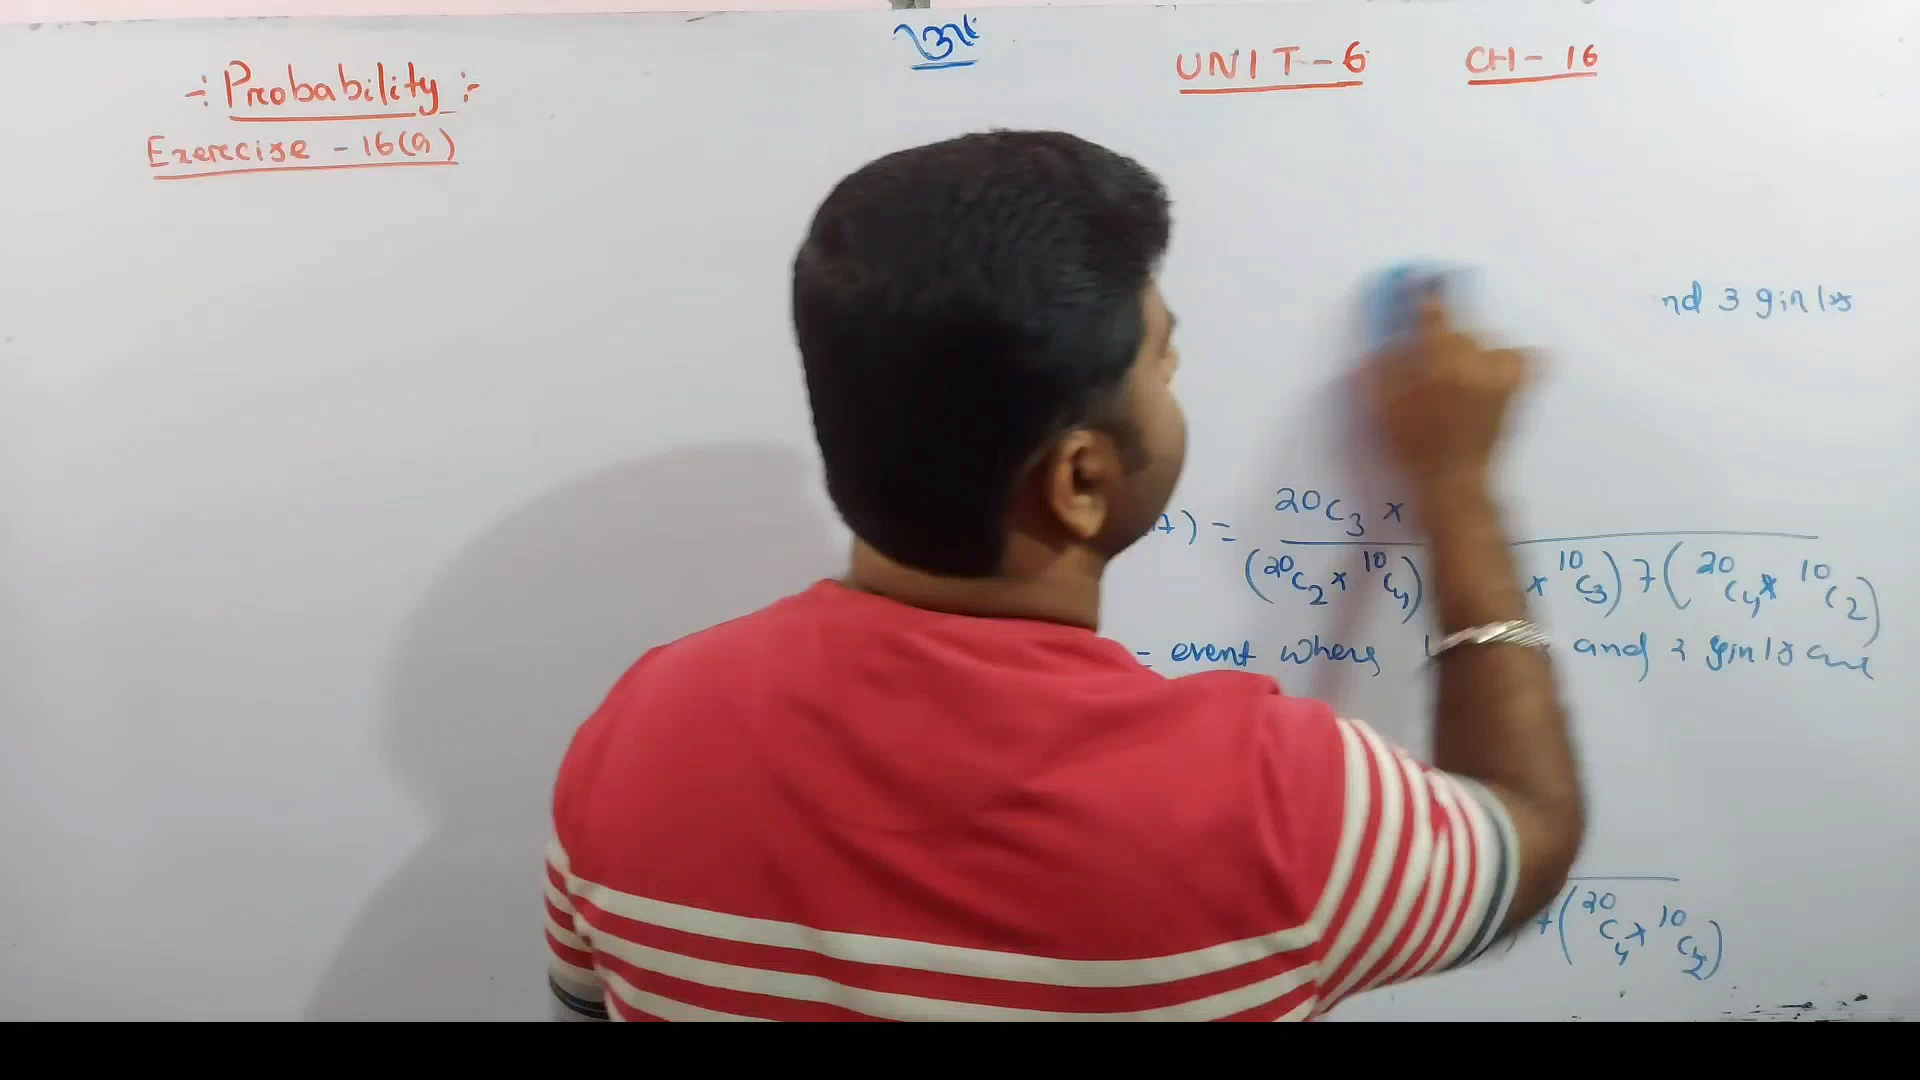 -: Probability :-
Exercise - 16(a)
UNIT-6 CH-16
nd 3 girls
) = 20C3 ×
(20C2 × 10C4) × 10C3) + (20C4 × 10C2)
= event where and 2 girls are
+ (20C4 × 10C2)